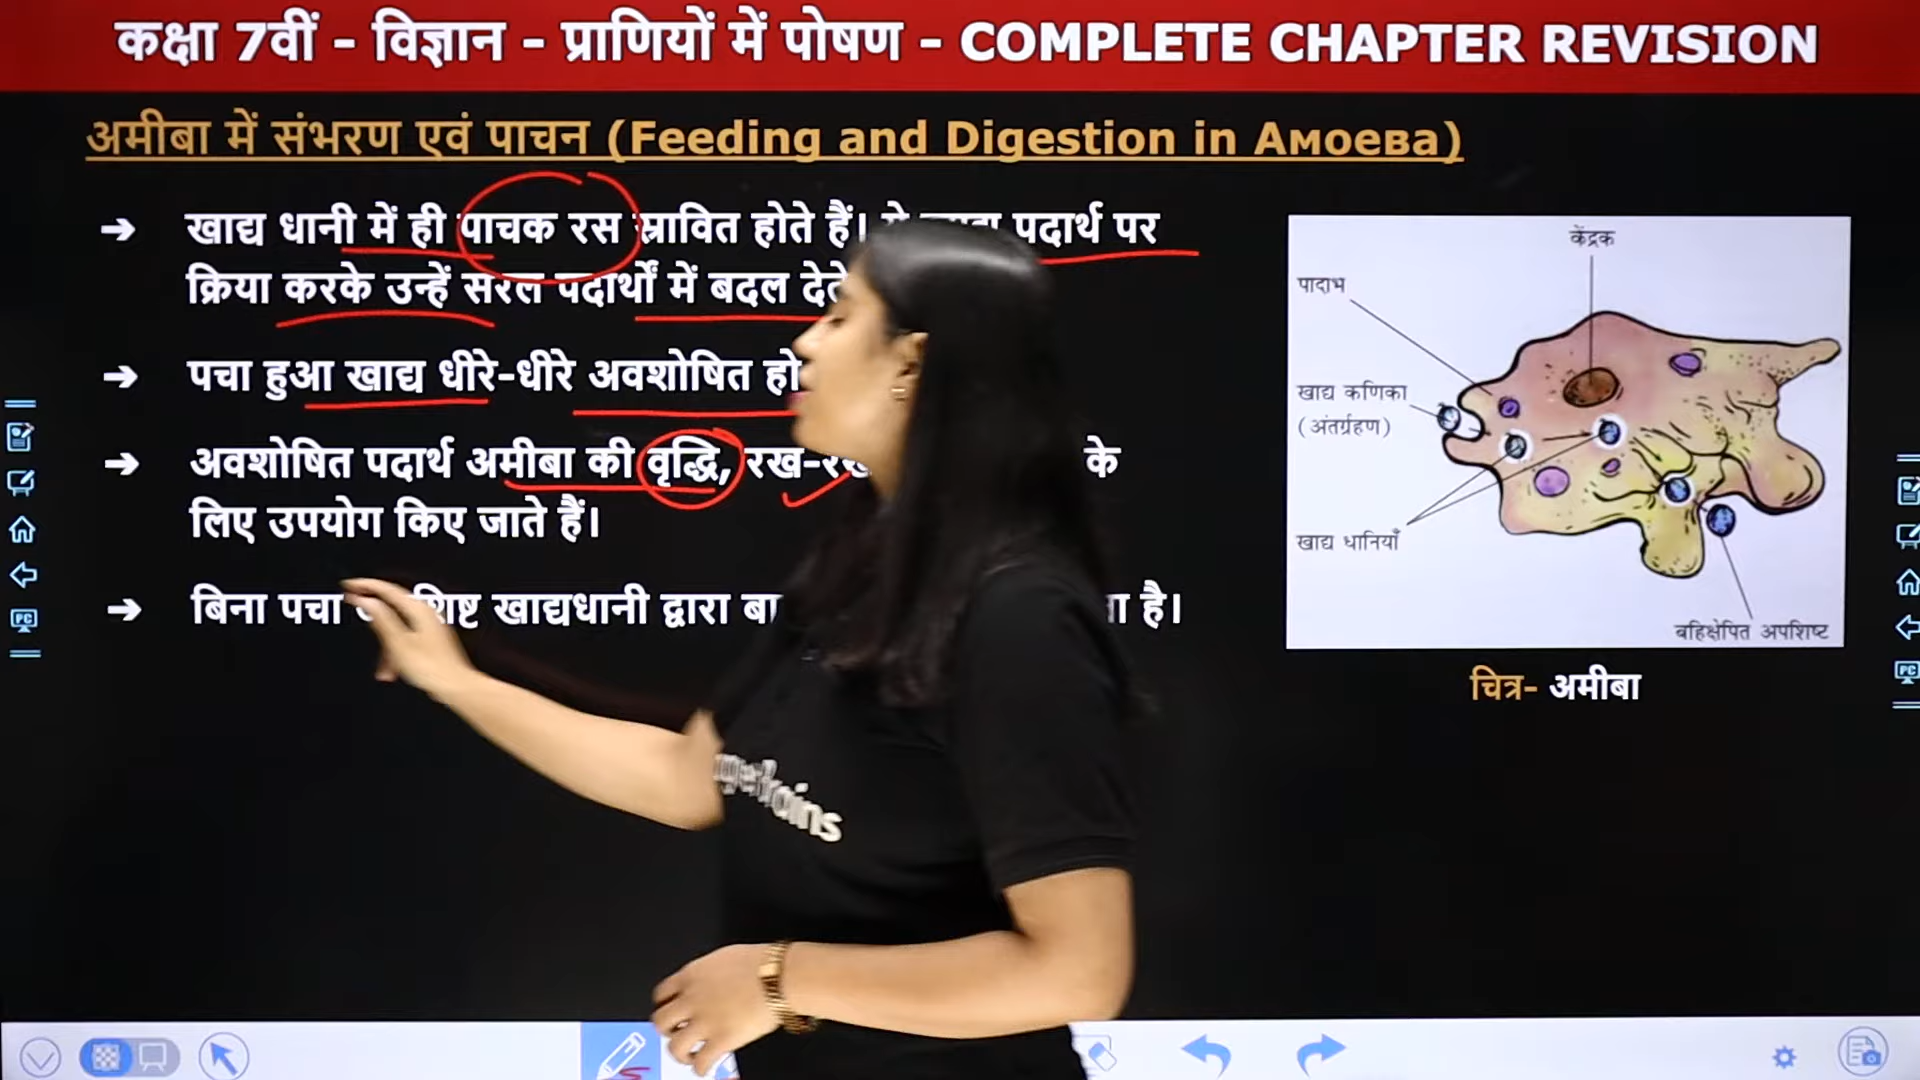 कक्षा 7वीं - विज्ञान - प्राणियों में पोषण - COMPLETE CHAPTER REVISION
अमीबा में संभरण एवं पाचन (Feeding and Digestion in Amoeba)
➔ खाद्य धानी में ही पाचक रस स्रावित होते हैं। पदार्थ पर
क्रिया करके उन्हें सरल पदार्थों में बदल
➔ पचा हुआ खाद्य धीरे-धीरे अवशोषित हो
➔ अवशोषित पदार्थ अमीबा की वृद्धि, के
लिए उपयोग किए जाते हैं।
➔ बिना पचा खाद्यधानी द्वारा है।
केंद्रक
पादाभ
खाद्य कणिका
(अंतर्ग्रहण)
खाद्य धानियाँ
बहिक्षेपित अपशिष्ट
चित्र- अमीबा
PC
PC